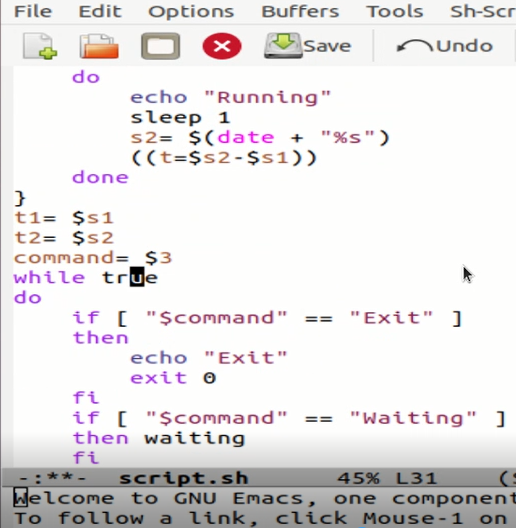 File Edit Options Buffers Tools Sh-Scr
Save Undo
do
echo "Running"
sleep 1
s2= $(date + "%s")
((t=$s2-$s1))
done
}
t1= $s1
t2= $s2
command= $3
while true
do
if [ "$command" == "Exit" ]
then
echo "Exit"
exit 0
fi
if [ "$command" == "Waiting" ]
then waiting
fi
-:**- script.sh 45% L31 (S
Welcome to GNU Emacs, one component
To follow a link, click Mouse-1 on